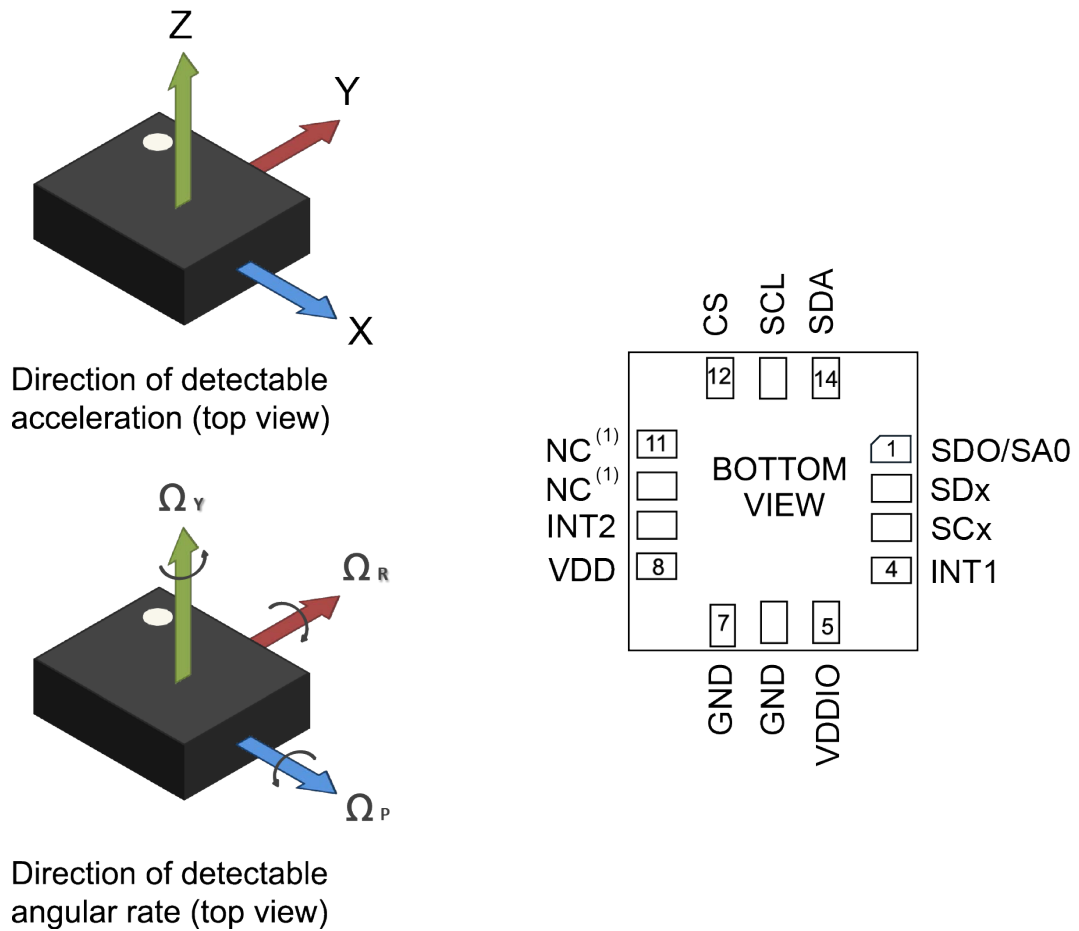 Z
Y
X
Direction of detectable
acceleration (top view)
Ω Y
Ω R
Ω P
Direction of detectable
angular rate (top view)
CS
SCL
SDA
12
14
NC (1)
11
1
SDO/SA0
NC (1)
SDx
INT2
SCx
VDD
8
4
INT1
BOTTOM
VIEW
7
5
GND
GND
VDDIO